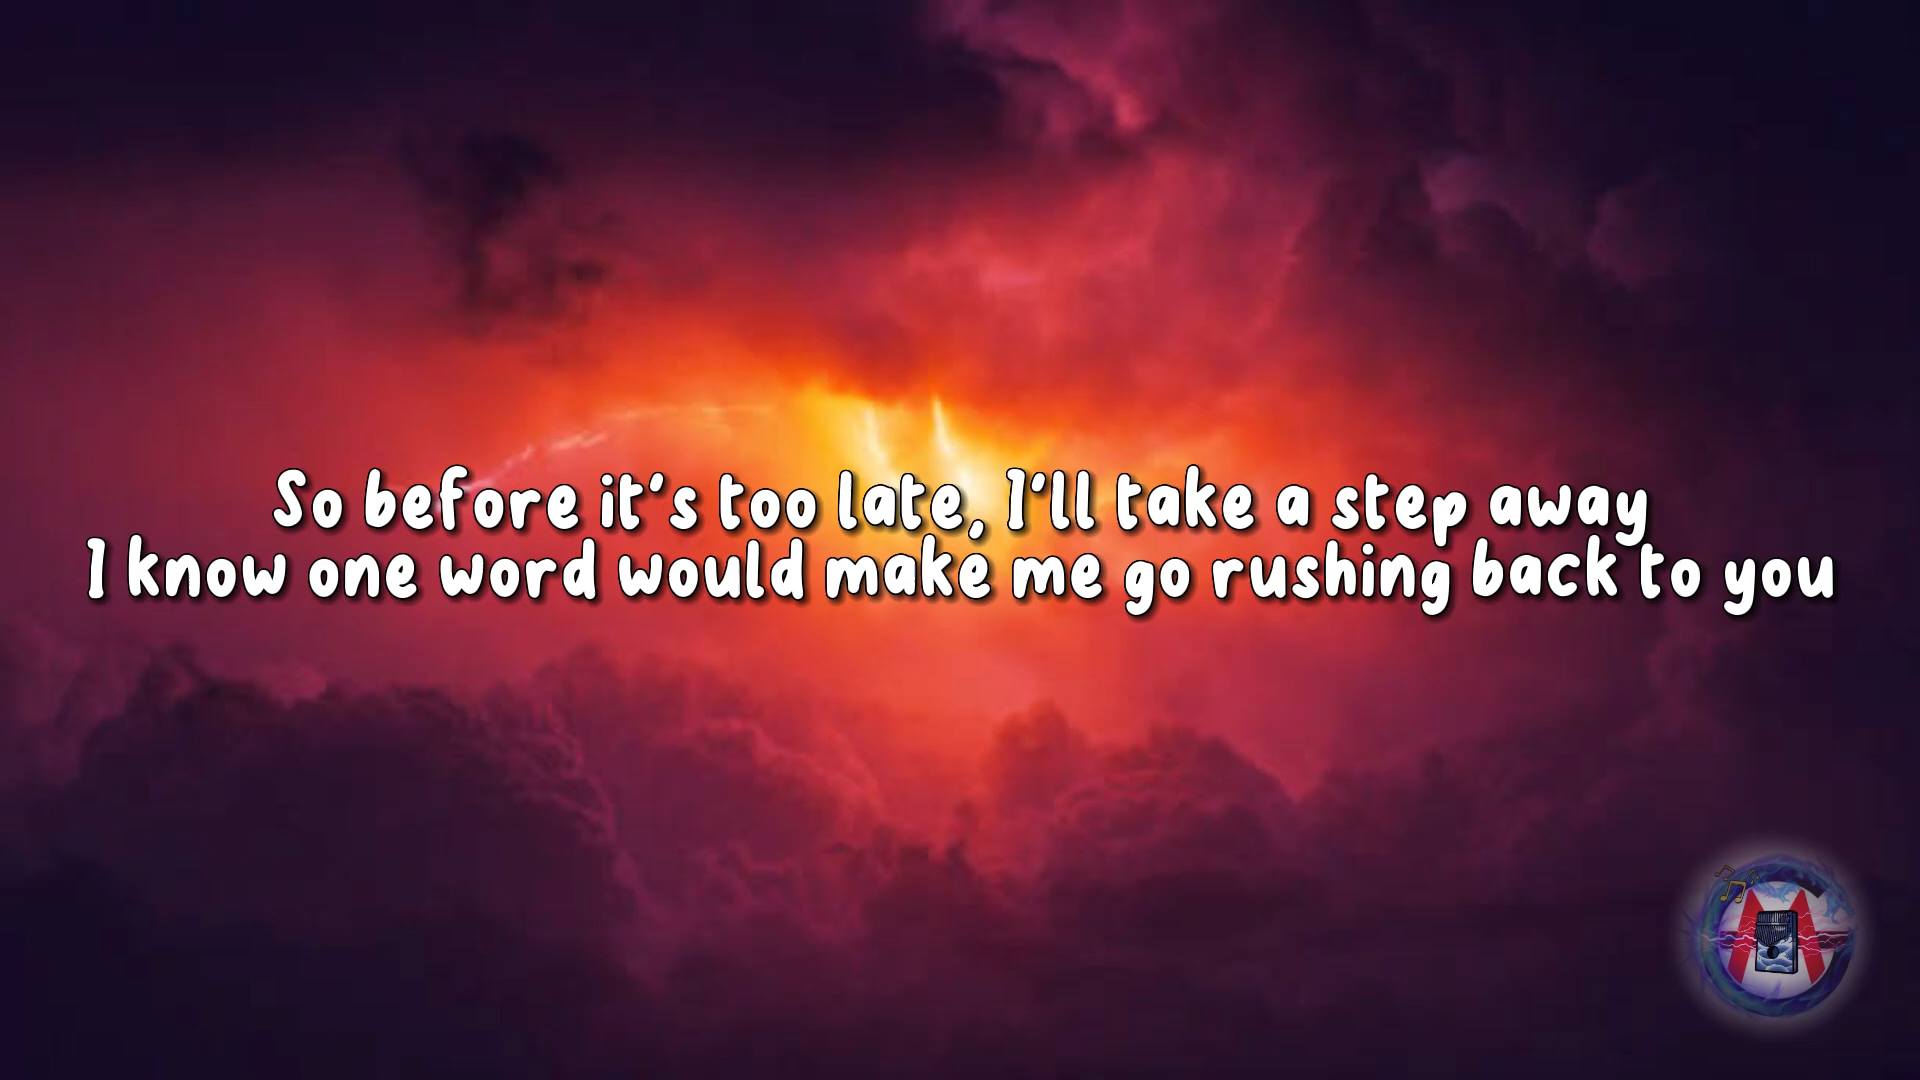 So before it's too late, I'll take a step away
I know one word would make me go rushing back to you